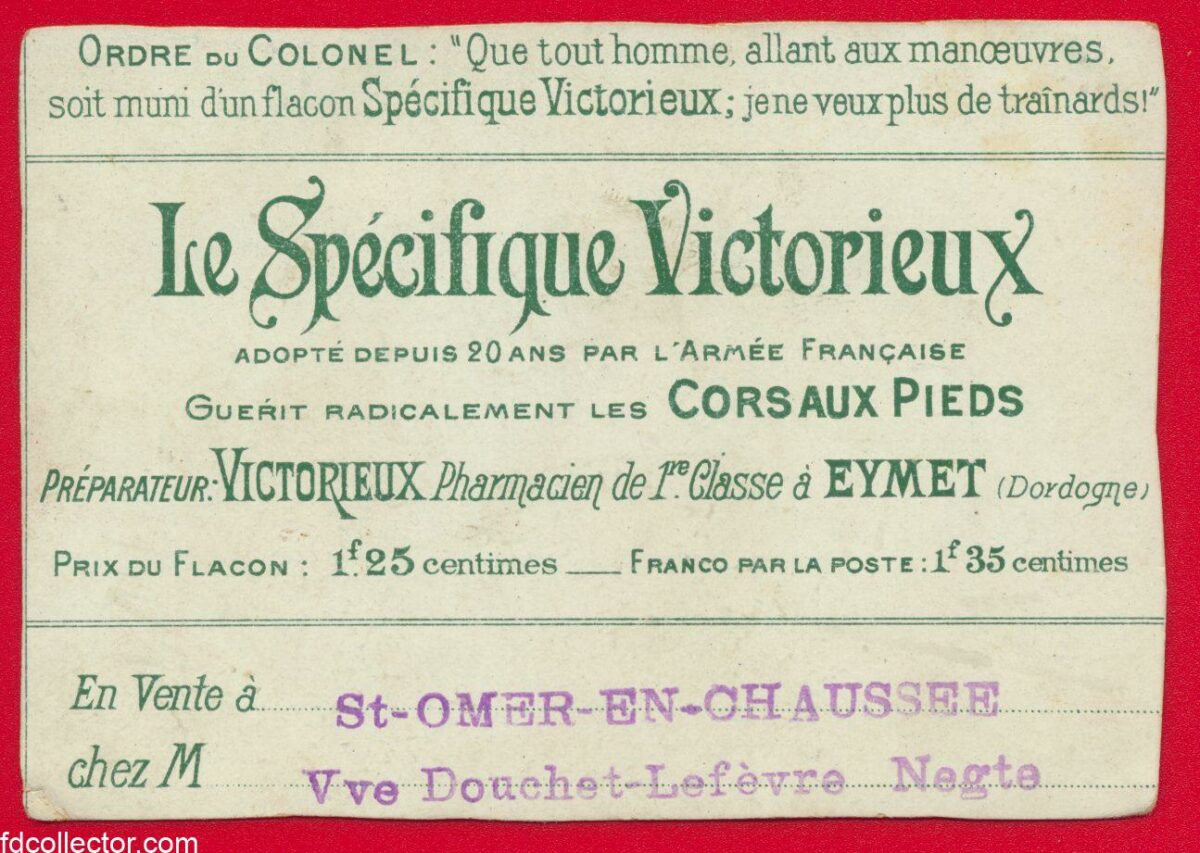 ORDRE DU COLONEL : "Que tout homme, allant aux manœuvres,
soit muni d'un flacon Spécifique Victorieux; je ne veux plus de traînards!"
Le Spécifique Victorieux
ADOPTÉ DEPUIS 20 ANS PAR L'ARMÉE FRANÇAISE
GUÉRIT RADICALEMENT LES CORS AUX PIEDS
PRÉPARATEUR: VICTORIEUX Pharmacien de 1re Classe à EYMET (Dordogne)
PRIX DU FLACON : 1f.25 centimes ___ FRANCO PAR LA POSTE : 1f 35 centimes
En Vente à St-OMER-EN-CHAUSSEE
chez M Vve Douchet-Lefèvre Negte
fdcollector.com